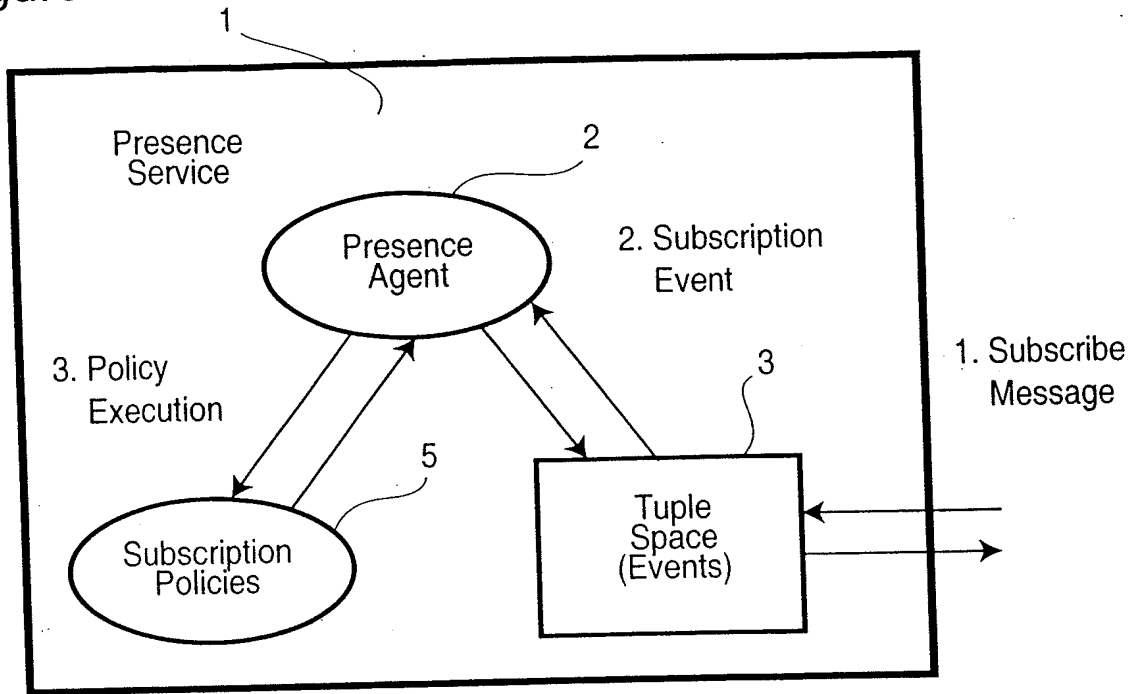 1
Presence
Service
2
Presence
Agent
2. Subscription
Event
3. Policy
Execution
1. Subscribe
Message
3
5
Tuple
Space
(Events)
Subscription
Policies